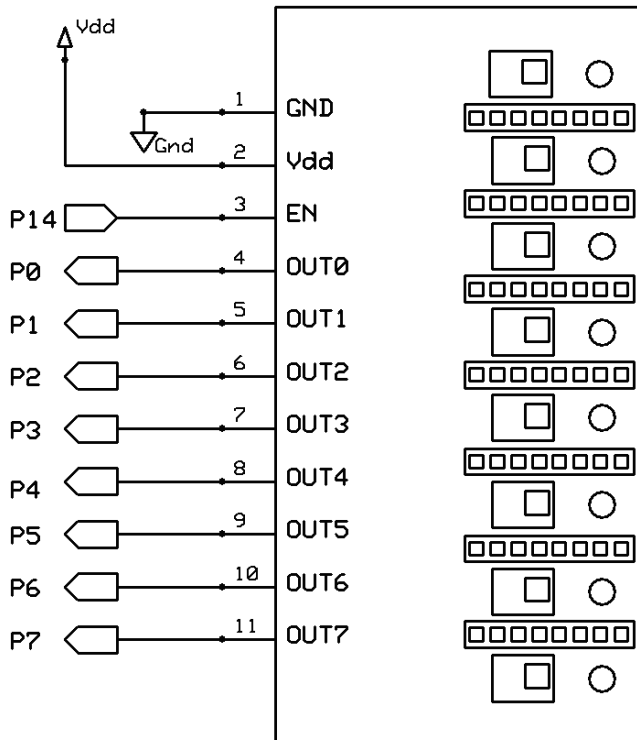 Vdd
1 GND
Gnd
2 Vdd
P14 3 EN
P0 4 OUT0
P1 5 OUT1
P2 6 OUT2
P3 7 OUT3
P4 8 OUT4
P5 9 OUT5
P6 10 OUT6
P7 11 OUT7